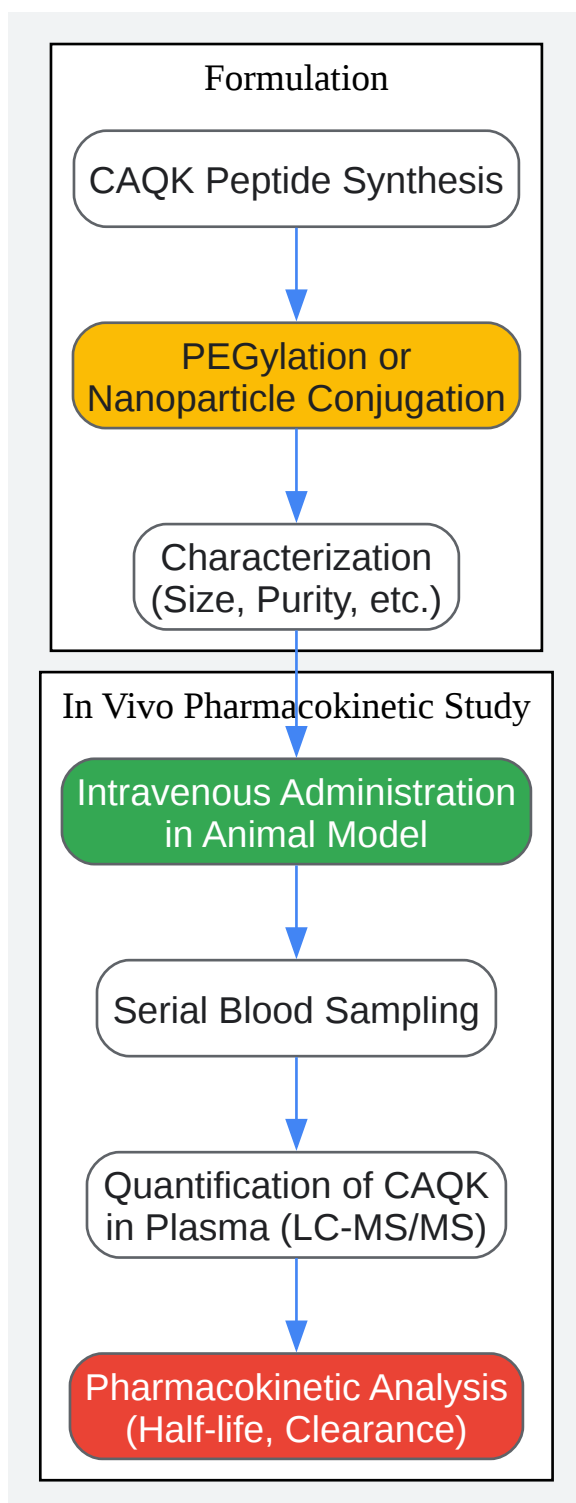 Formulation
CAQK Peptide Synthesis
PEGylation or
Nanoparticle Conjugation
Characterization
(Size, Purity, etc.)
In Vivo Pharmacokinetic Study
Intravenous Administration
in Animal Model
Serial Blood Sampling
Quantification of CAQK
in Plasma (LC-MS/MS)
Pharmacokinetic Analysis
(Half-life, Clearance)